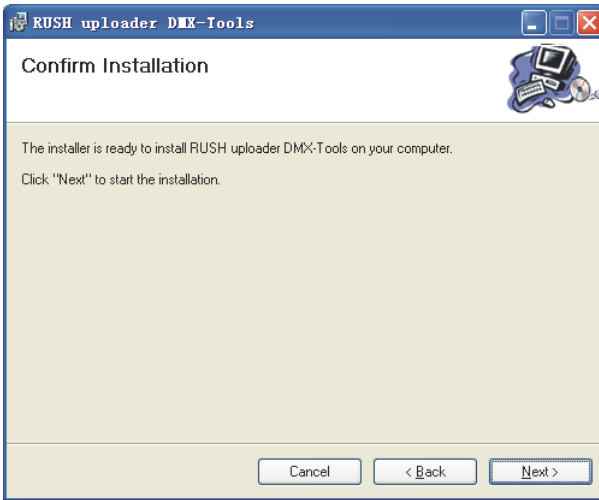 RUSH uploader DMX-Tools
Confirm Installation
The installer is ready to install RUSH uploader DMX-Tools on your computer.
Click "Next" to start the installation.
Cancel
< Back
Next >